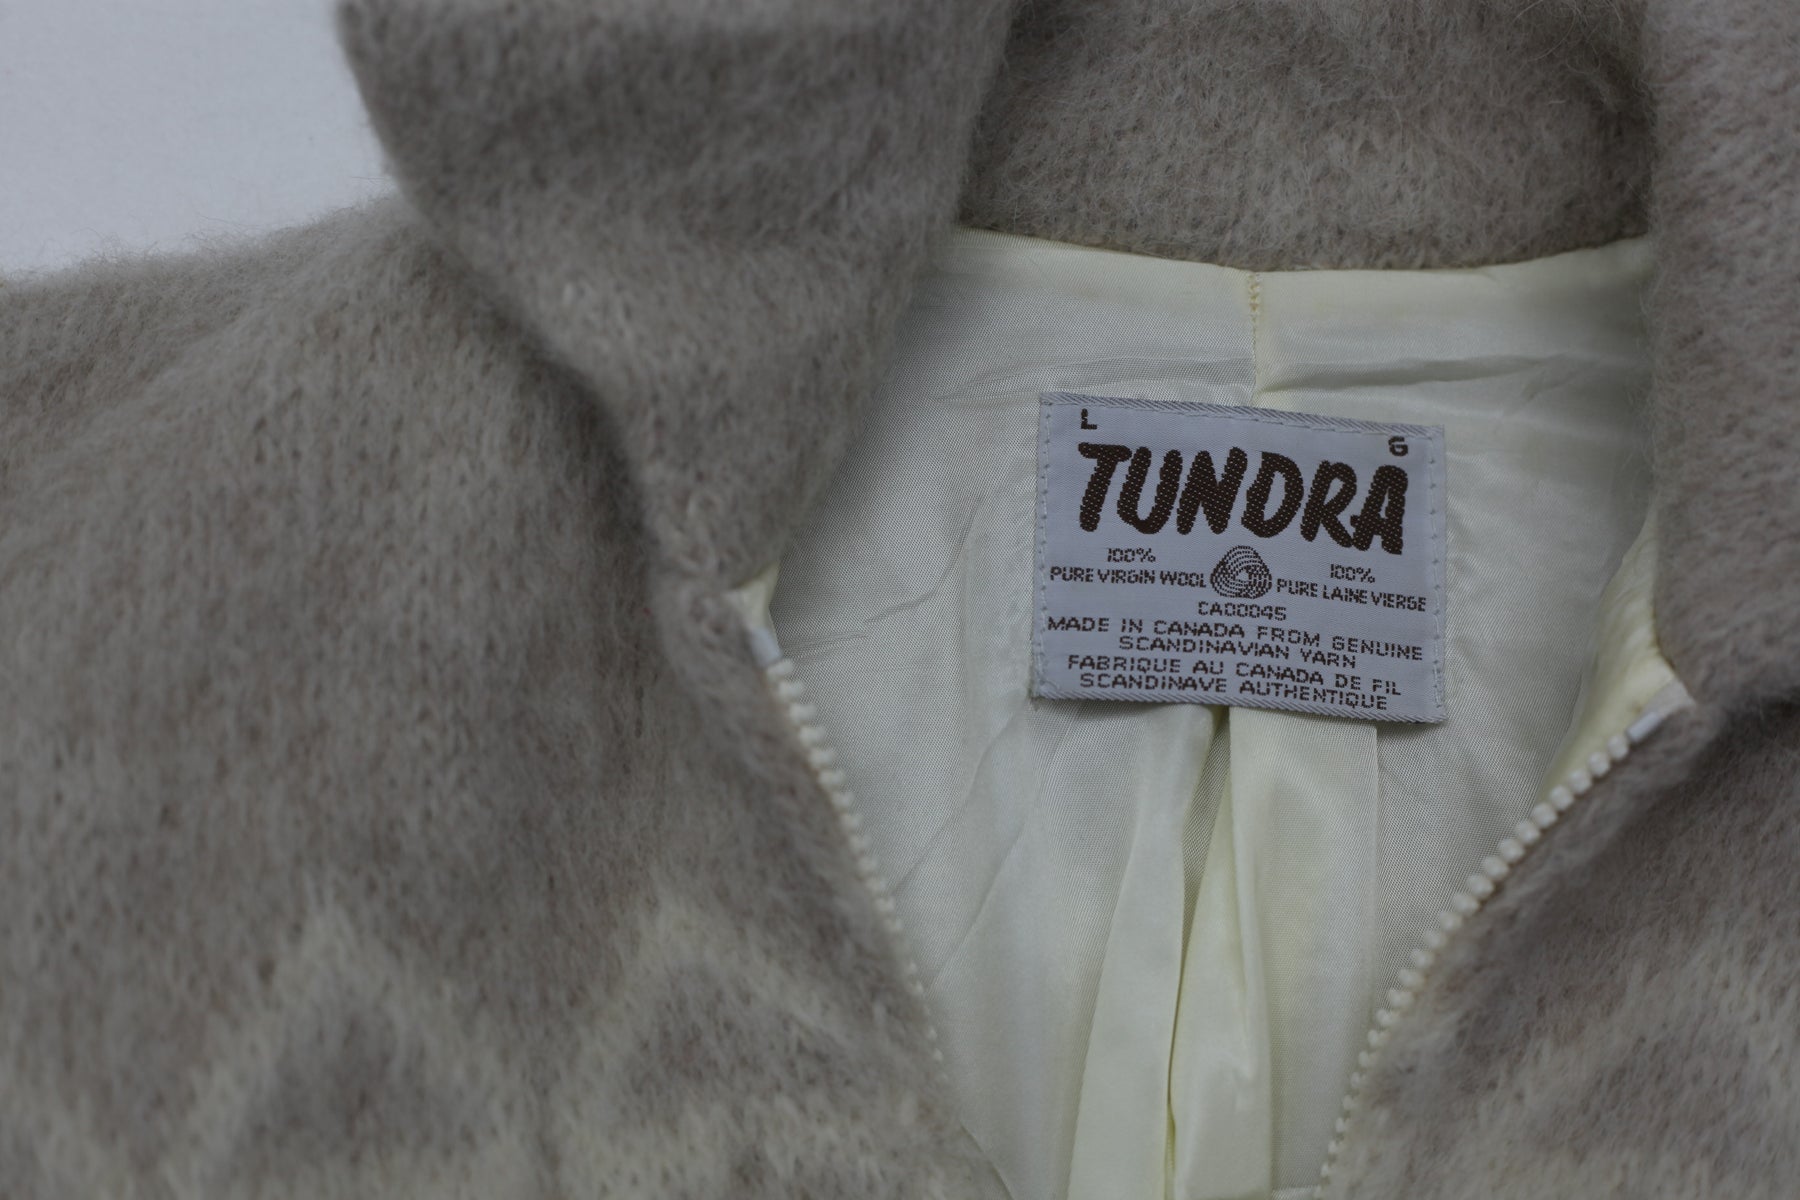 L G
TUNDRA
100% 100%
PURE VIRGIN WOOL PURE LAINE VIERGE
CA00045
MADE IN CANADA FROM GENUINE
SCANDINAVIAN YARN
FABRIQUE AU CANADA DE FIL
SCANDINAVE AUTHENTIQUE